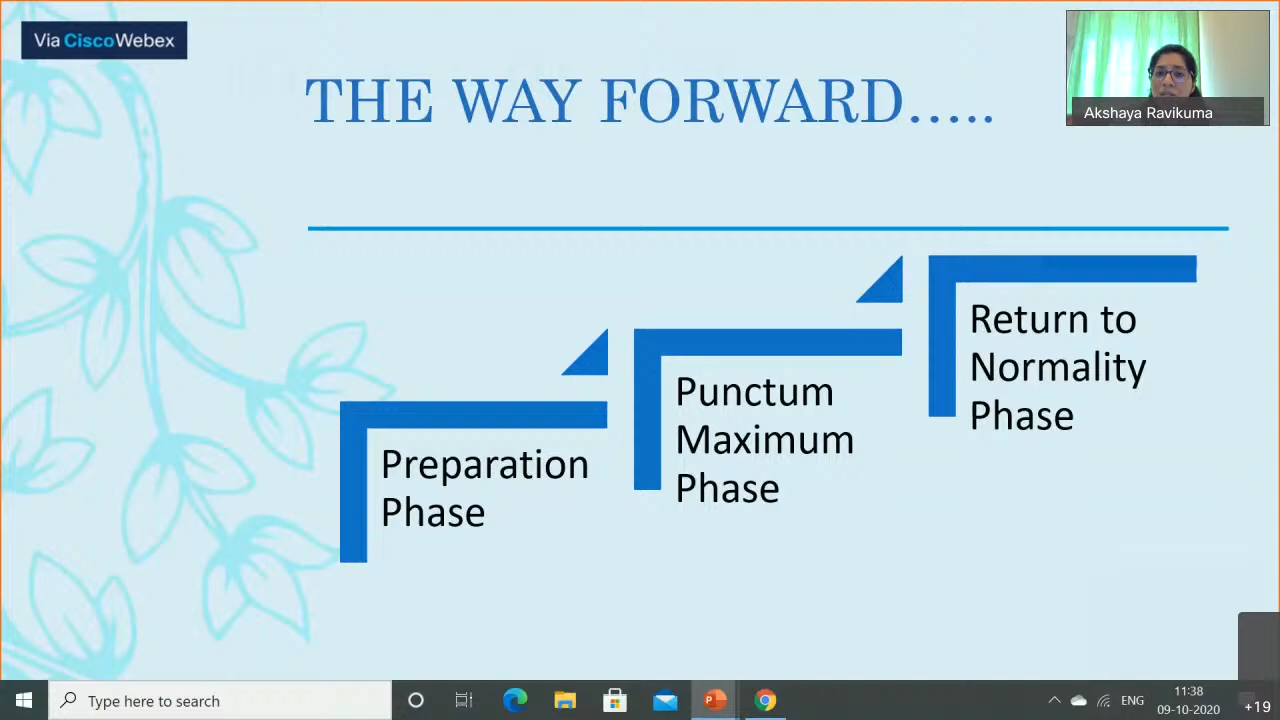 Via CiscoWebex
THE WAY FORWARD.....
Akshaya Ravikuma
Return to
Normality
Phase
Punctum
Maximum
Phase
Preparation
Phase
Type here to search
ENG
11:38
09-10-2020
+19